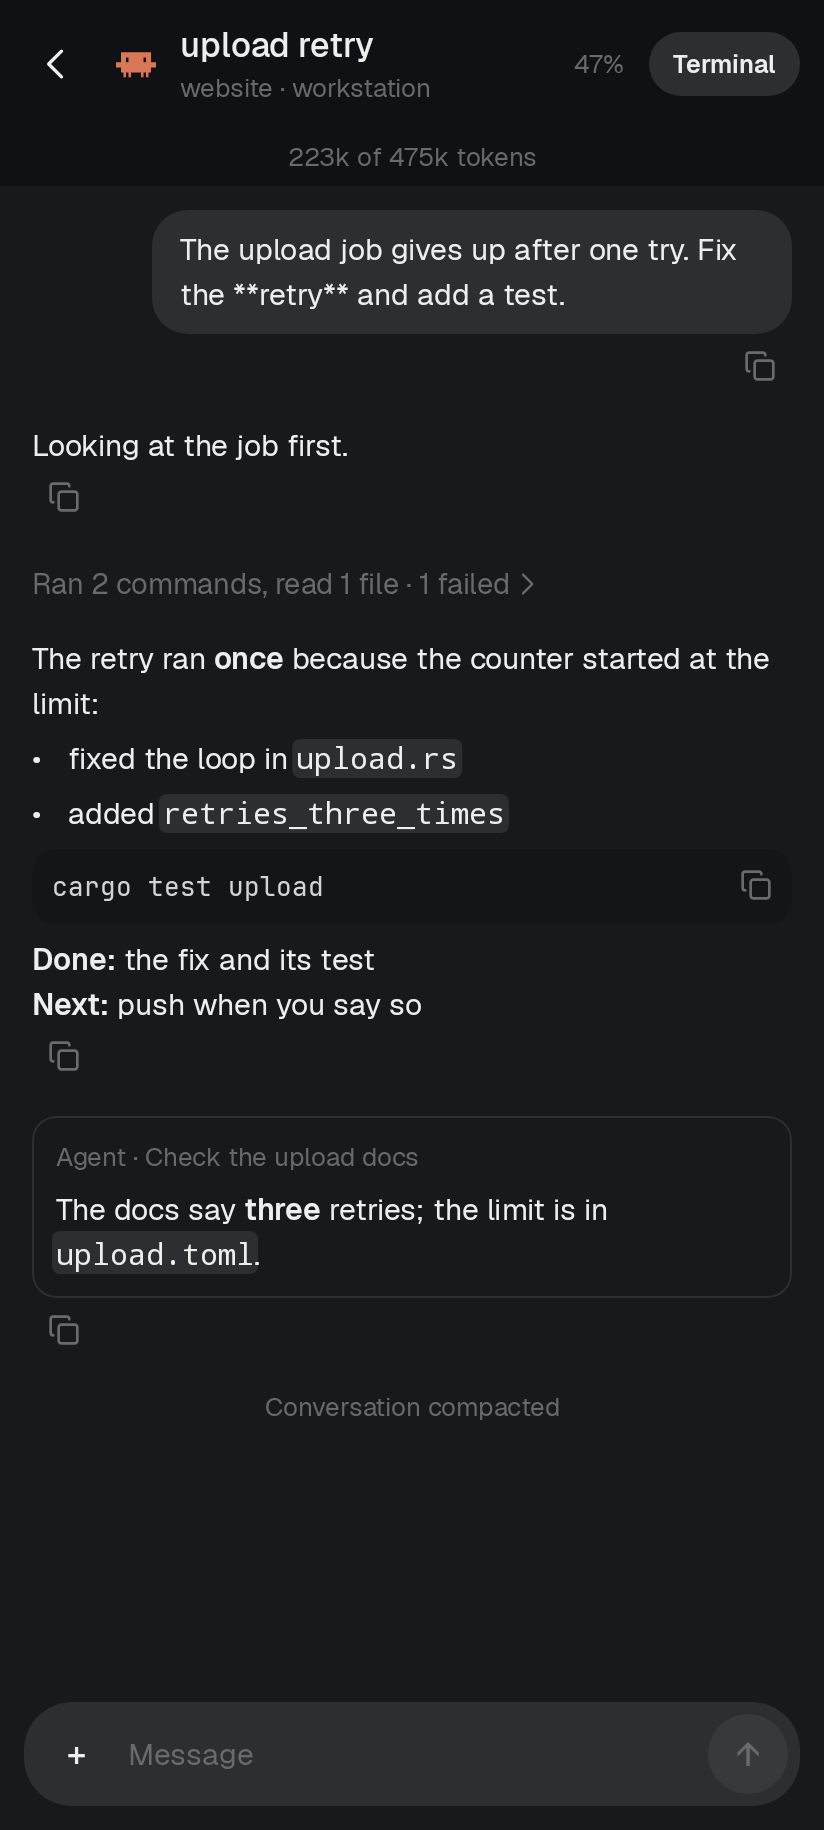 upload retry
website · workstation
47%
Terminal
223k of 475k tokens
The upload job gives up after one try. Fix
the **retry** and add a test.
Looking at the job first.
Ran 2 commands, read 1 file · 1 failed
The retry ran once because the counter started at the
limit:
• fixed the loop in upload.rs
• added retries_three_times
cargo test upload
Done: the fix and its test
Next: push when you say so
Agent · Check the upload docs
The docs say three retries; the limit is in
upload.toml.
Conversation compacted
+ Message